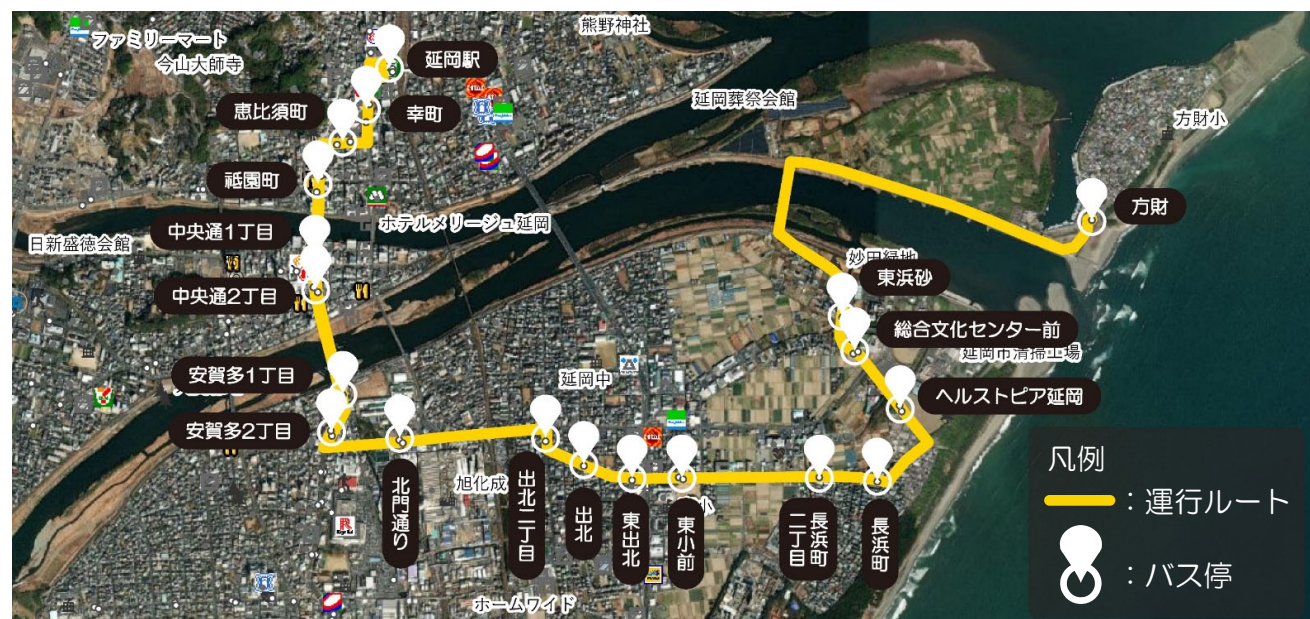 熊野神社
ファミリーマート
今山大師寺
延岡駅
恵比須町
幸町
延岡葬祭会館
方財小
祗園町
方財
中央通1丁目
ホテルメリージュ延岡
日新盛徳会館
妙田緑地
東浜砂
中央通2丁目
総合文化センター前
延岡市清掃工場
安賀多1丁目
延岡中
ヘルストピア延岡
安賀多2丁目
北門通り
旭化成
出北二丁目
出北
東出北
東小前
小
長浜町
二丁目
長浜町
ホームワイド
凡例
：運行ルート
：バス停